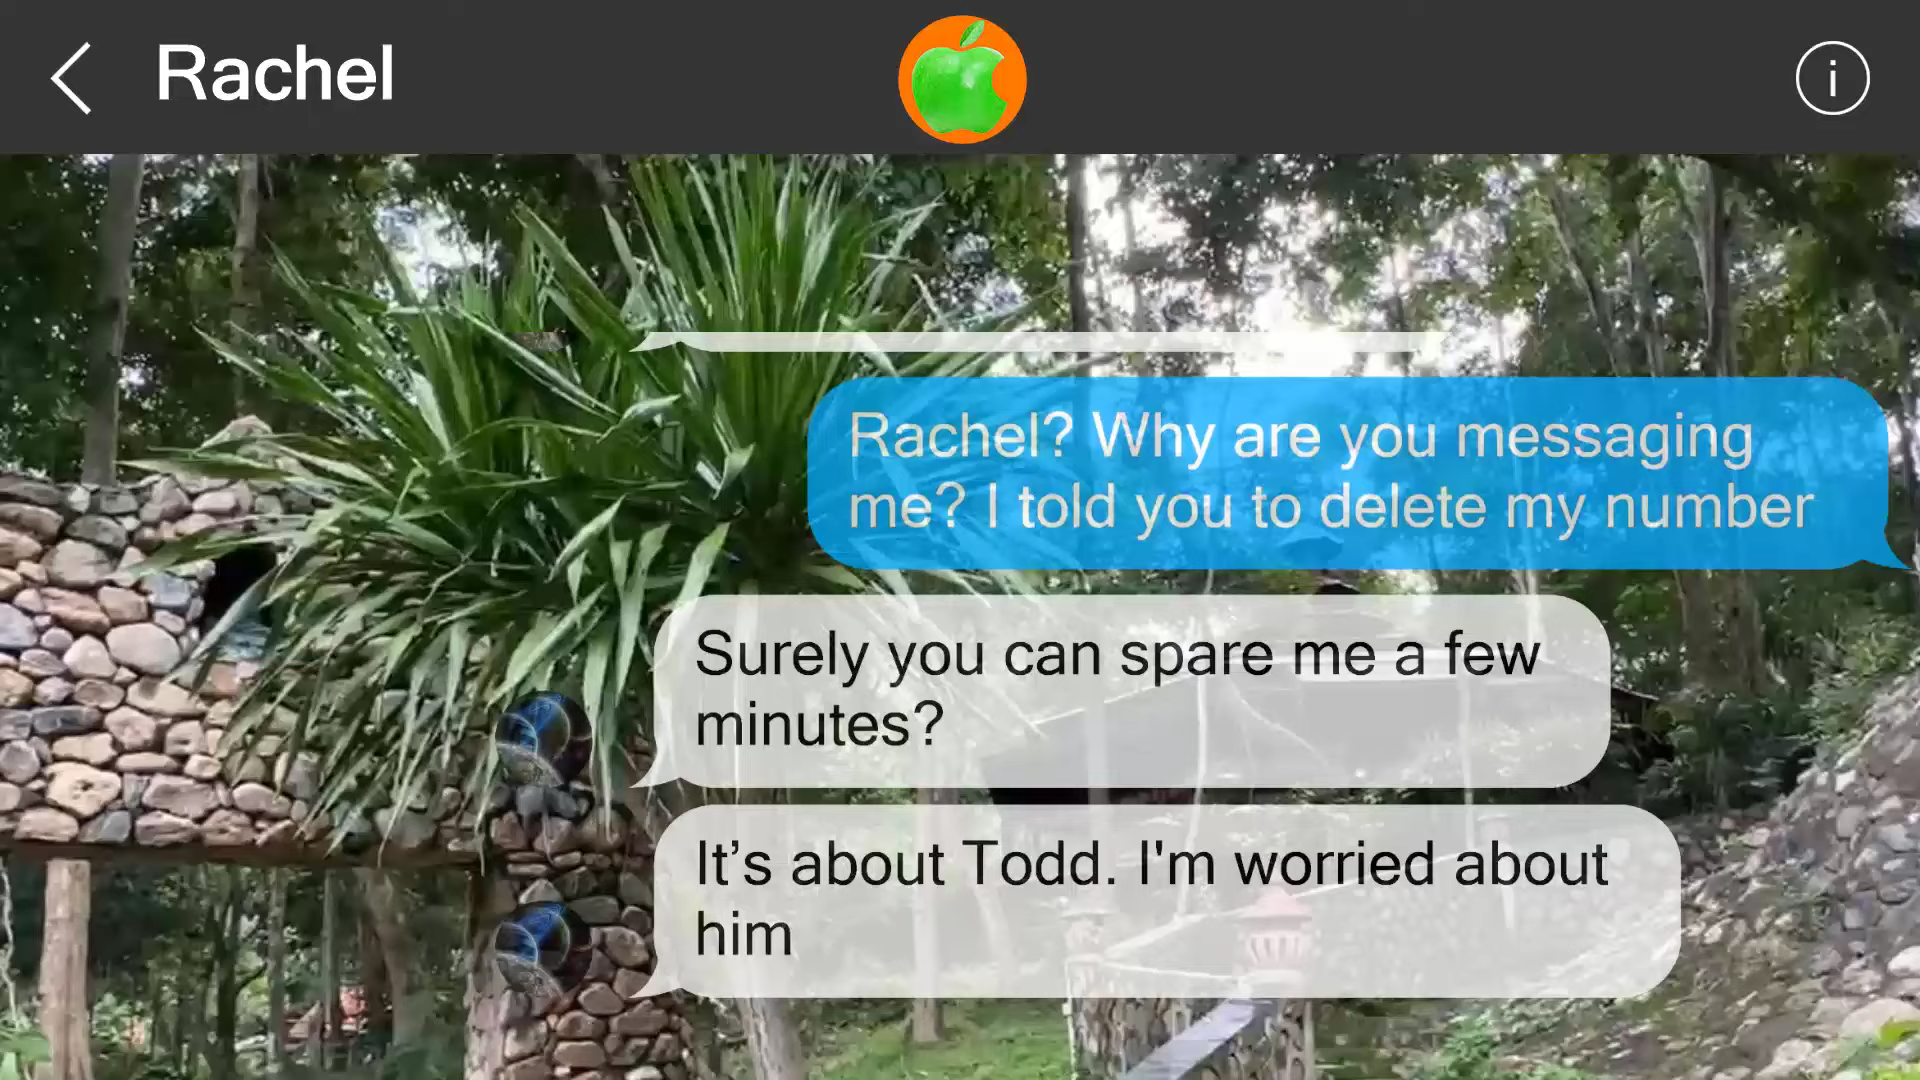 Rachel
Rachel? Why are you messaging
me? I told you to delete my number
Surely you can spare me a few
minutes?
It’s about Todd. I'm worried about
him